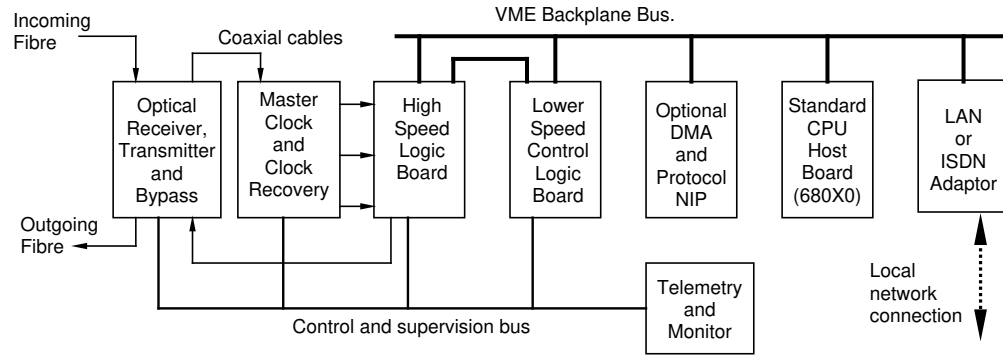 Incoming
Fibre
Coaxial cables
VME Backplane Bus.
Optical
Receiver,
Transmitter
and
Bypass
Master
Clock
and
Clock
Recovery
High
Speed
Logic
Board
Lower
Speed
Control
Logic
Board
Optional
DMA
and
Protocol
NIP
Standard
CPU
Host
Board
(680X0)
LAN
or
ISDN
Adaptor
Outgoing
Fibre
Control and supervision bus
Telemetry
and
Monitor
Local
network
connection